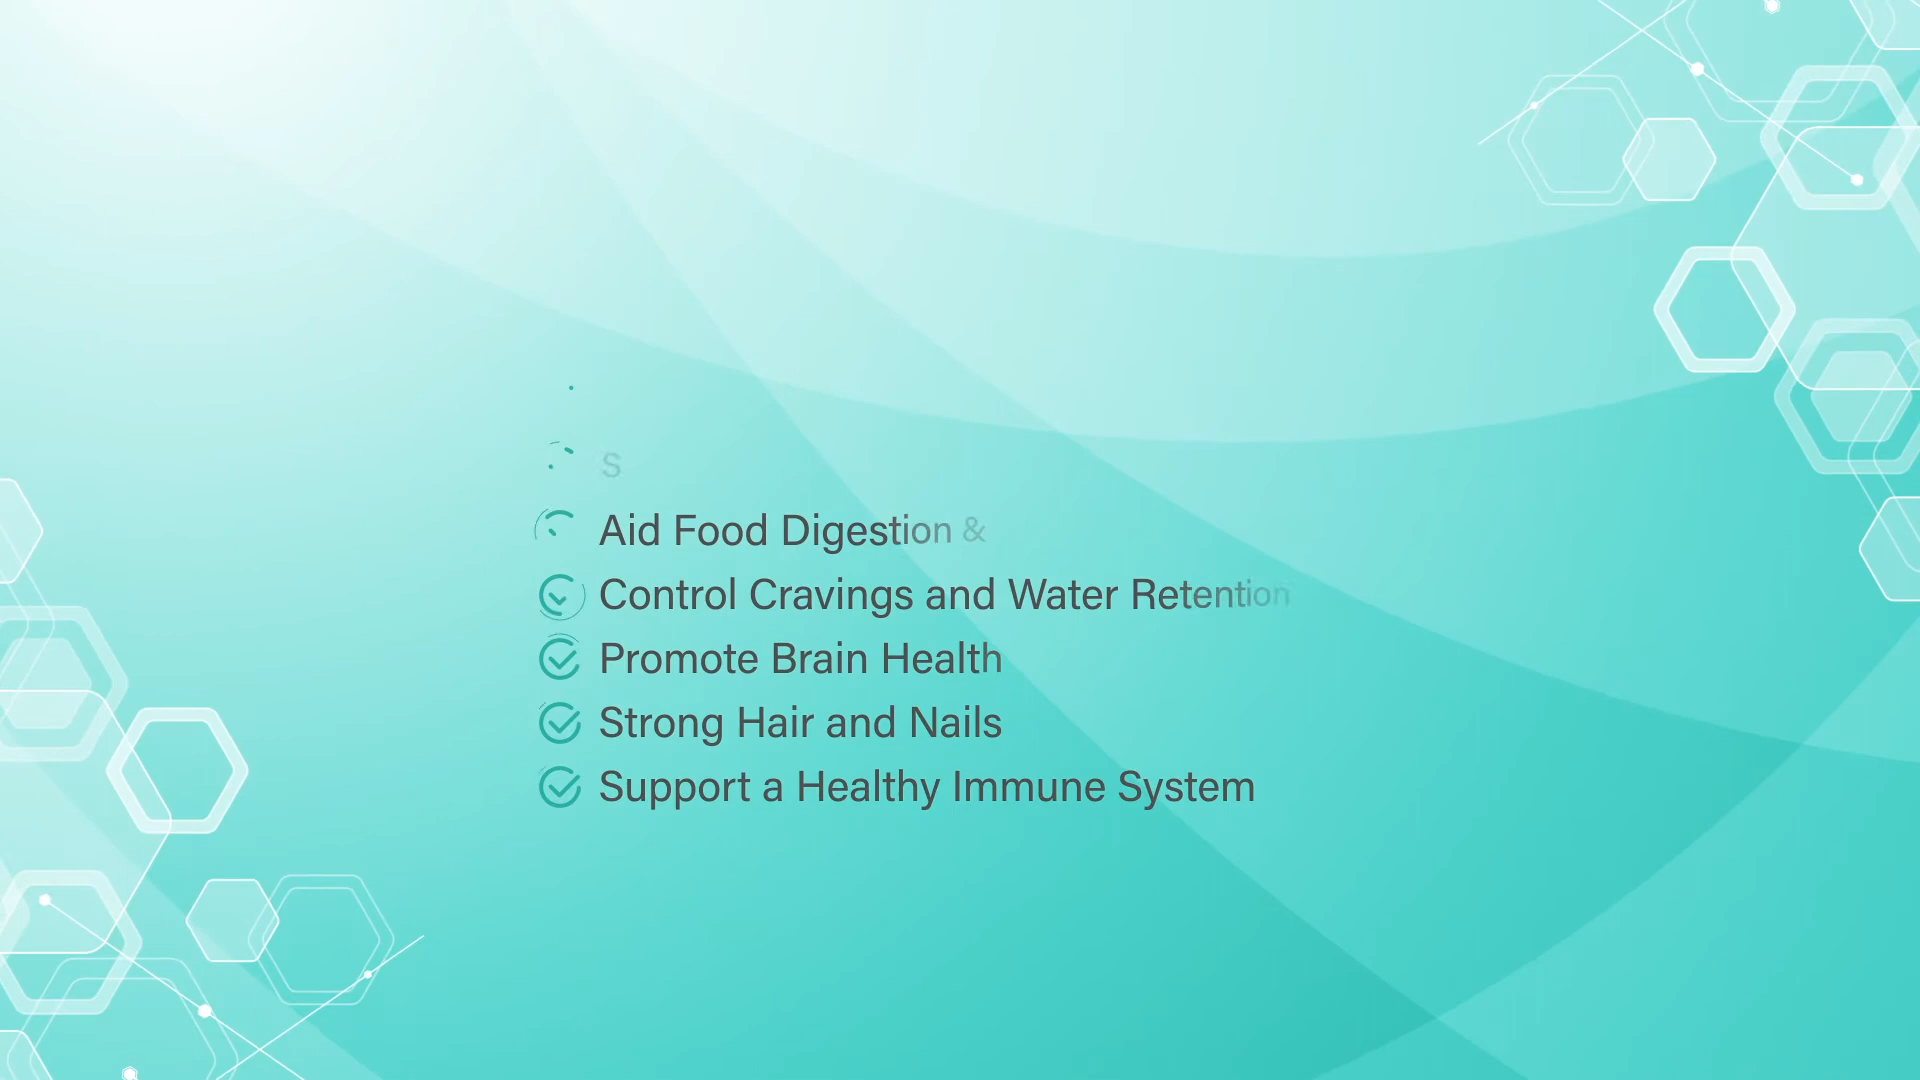 S
Aid Food Digestion &
Control Cravings and Water Retention
Promote Brain Health
Strong Hair and Nails
Support a Healthy Immune System